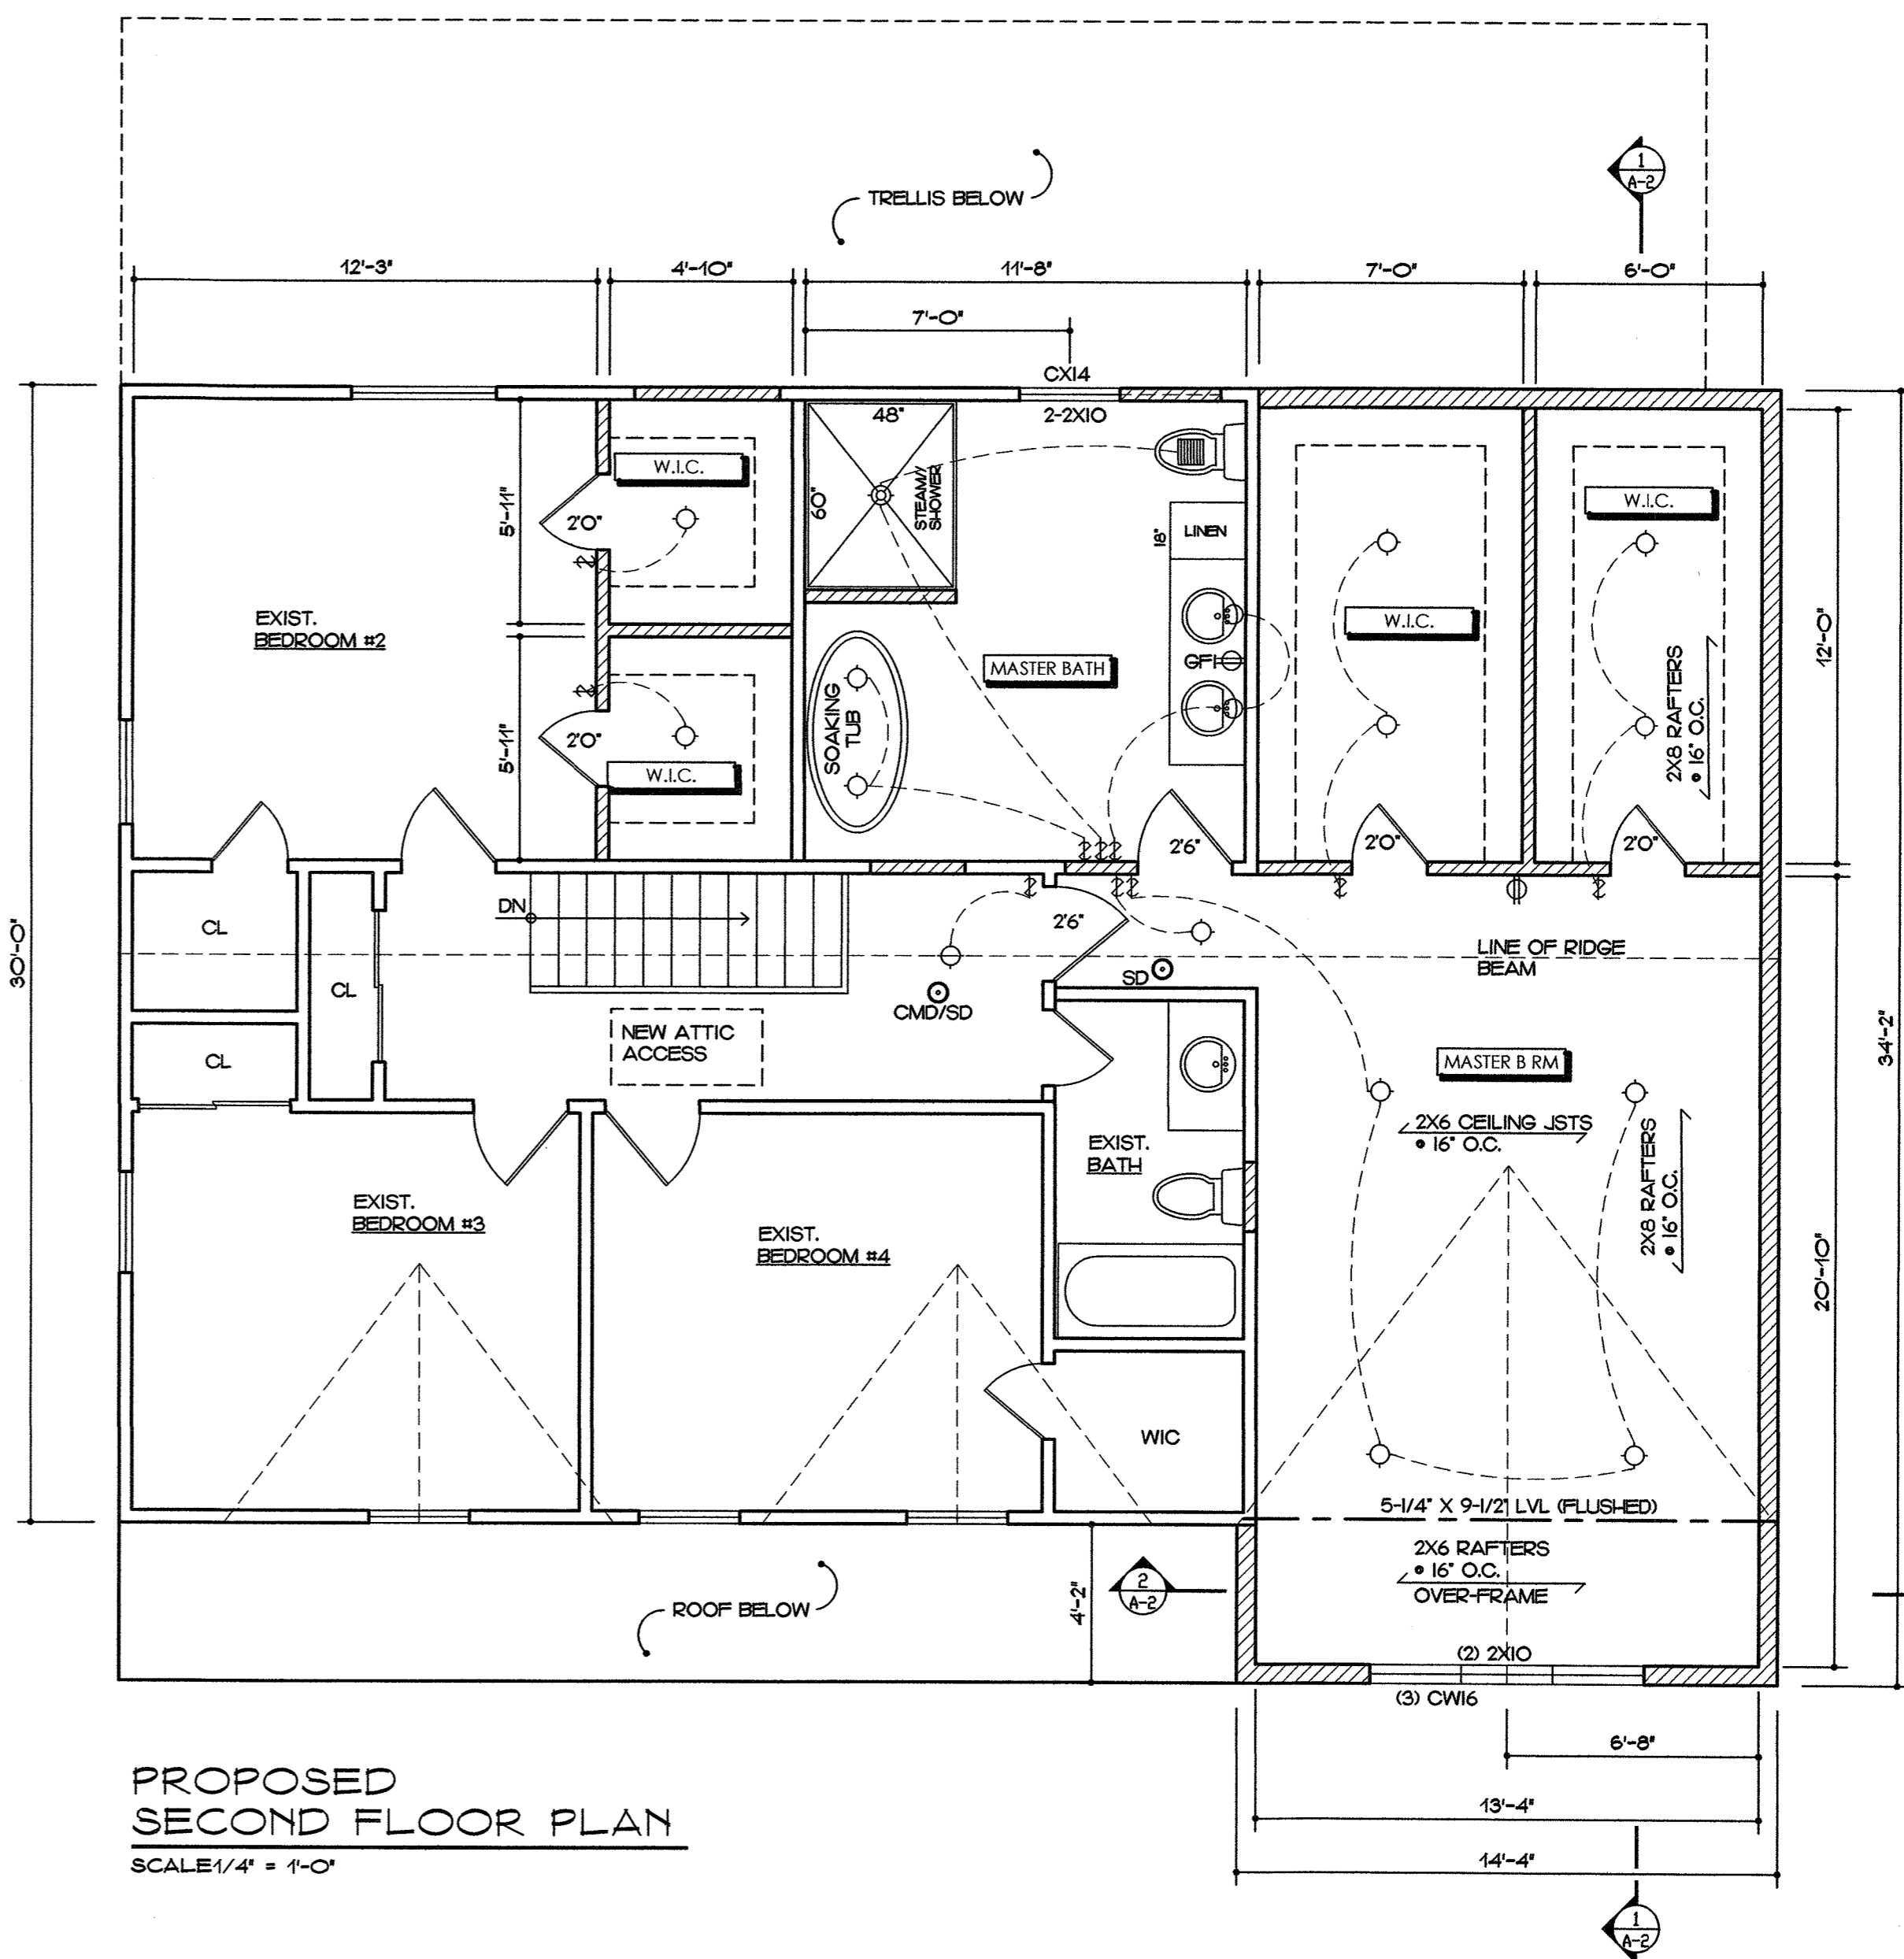 TRELLIS BELOW
1
A-2
12'-3"
4'-10"
11'-8"
7'-0"
6'-0"
7'-0"
CX14
2-2X10
48"
60"
STEAM/
SHOWER
W.I.C.
2'0"
5'-11"
EXIST.
BEDROOM #2
5'-11"
2'0"
W.I.C.
SOAKING
TUB
MASTER BATH
18"
LINEN
GFI
2'6"
W.I.C.
2'0"
W.I.C.
2X8 RAFTERS
@ 16" O.C.
2'0"
12'-0"
30'-0"
34'-2"
CL
CL
CL
DN
2'6"
SD
CMD/SD
NEW ATTIC
ACCESS
LINE OF RIDGE
BEAM
MASTER B RM
2X6 CEILING JSTS
@ 16" O.C.
2X8 RAFTERS
@ 16" O.C.
20'-10"
EXIST.
BATH
EXIST.
BEDROOM #3
EXIST.
BEDROOM #4
WIC
5-1/4" X 9-1/2" LVL (FLUSHED)
2X6 RAFTERS
@ 16" O.C.
OVER-FRAME
4'-2"
2
A-2
ROOF BELOW
(2) 2X10
(3) CW16
6'-8"
13'-4"
14'-4"
1
A-2
PROPOSED
SECOND FLOOR PLAN
SCALE1/4" = 1'-0"